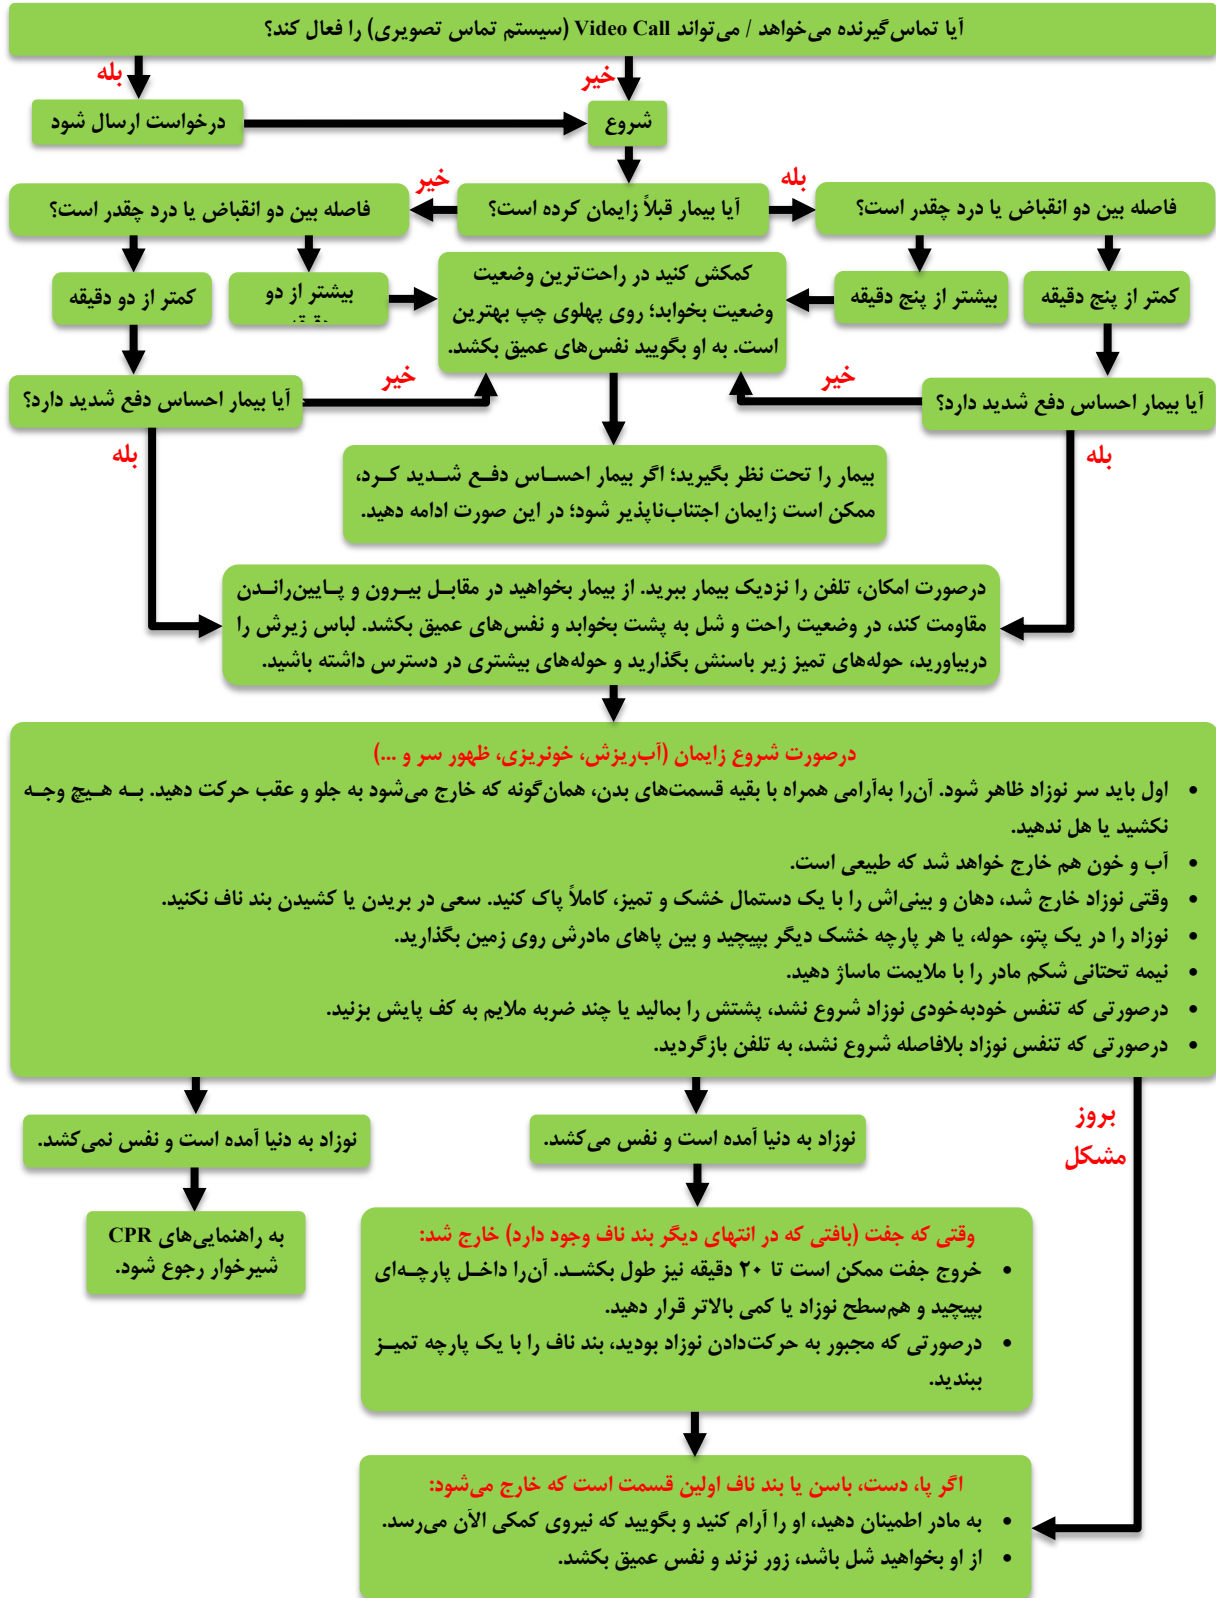 آیا تماس‌گیرنده می‌خواهد / می‌تواند Video Call (سیستم تماس تصویری) را فعال کند؟
خیر
بله
شروع
درخواست ارسال شود
بله
خیر
فاصله بین دو انقباض یا درد چقدر است؟
آیا بیمار قبلاً زایمان کرده است؟
فاصله بین دو انقباض یا درد چقدر است؟
کمتر از پنج دقیقه
بیشتر از پنج دقیقه
کمکش کنید در راحت‌ترین وضعیت
وضعیت بخوابد؛ روی پهلوی چپ بهترین
است. به او بگویید نفس‌های عمیق بکشد.
بیشتر از دو
کمتر از دو دقیقه
خیر
خیر
آیا بیمار احساس دفع شدید دارد؟
آیا بیمار احساس دفع شدید دارد؟
بله
بله
بیمار را تحت نظر بگیرید؛ اگر بیمار احساس دفع شدید کرد،
ممکن است زایمان اجتناب‌ناپذیر شود؛ در این صورت ادامه دهید.
درصورت امکان، تلفن را نزدیک بیمار ببرید. از بیمار بخواهید در مقابل بیرون و پایین‌راندن
مقاومت کند، در وضعیت راحت و شل به پشت بخوابد و نفس‌های عمیق بکشد. لباس زیرش را
دربیاورید، حوله‌های تمیز زیر باسنش بگذارید و حوله‌های بیشتری در دسترس داشته باشید.
درصورت شروع زایمان (آب‌ریزش، خونریزی، ظهور سر و ...)
• اول باید سر نوزاد ظاهر شود. آن‌را به‌آرامی همراه با بقیه قسمت‌های بدن، همان‌گونه که خارج می‌شود به جلو و عقب حرکت دهید. به هیچ وجه
نکشید یا هل ندهید.
• آب و خون هم خارج خواهد شد که طبیعی است.
• وقتی نوزاد خارج شد، دهان و بینی‌اش را با یک دستمال خشک و تمیز، کاملاً پاک کنید. سعی در بریدن یا کشیدن بند ناف نکنید.
• نوزاد را در یک پتو، حوله، یا هر پارچه خشک دیگر بپیچید و بین پاهای مادرش روی زمین بگذارید.
• نیمه تحتانی شکم مادر را با ملایمت ماساژ دهید.
• درصورتی که تنفس خودبه‌خودی نوزاد شروع نشد، پشتش را بمالید یا چند ضربه ملایم به کف پایش بزنید.
• درصورتی که تنفس نوزاد بلافاصله شروع نشد، به تلفن بازگردید.
بروز
مشکل
نوزاد به دنیا آمده است و نفس می‌کشد.
نوزاد به دنیا آمده است و نفس نمی‌کشد.
به راهنمایی‌های CPR
شیرخوار رجوع شود.
وقتی که جفت (بافتی که در انتهای دیگر بند ناف وجود دارد) خارج شد:
• خروج جفت ممکن است تا ۲۰ دقیقه نیز طول بکشد. آن‌را داخل پارچه‌ای
بپیچید و هم‌سطح نوزاد یا کمی بالاتر قرار دهید.
• درصورتی که مجبور به حرکت‌دادن نوزاد بودید، بند ناف را با یک پارچه تمیز
ببندید.
اگر پا، دست، باسن یا بند ناف اولین قسمت است که خارج می‌شود:
• به مادر اطمینان دهید، او را آرام کنید و بگویید که نیروی کمکی الآن می‌رسد.
• از او بخواهید شل باشد، زور نزند و نفس عمیق بکشد.